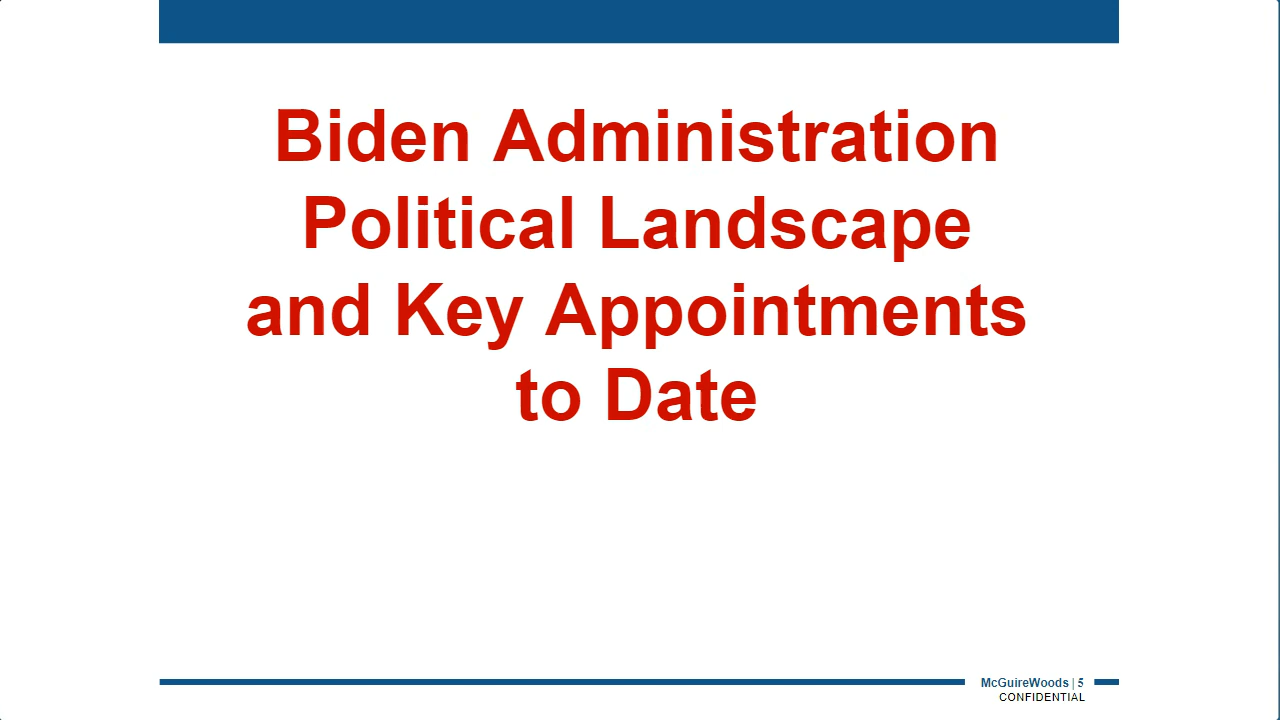 Biden Administration
Political Landscape
and Key Appointments
to Date
McGuireWoods | 5
CONFIDENTIAL